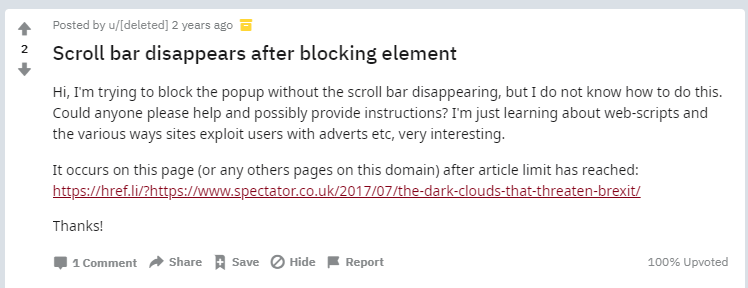 Posted by u/[deleted] 2 years ago
2
Scroll bar disappears after blocking element
Hi, I'm trying to block the popup without the scroll bar disappearing, but I do not know how to do this.
Could anyone please help and possibly provide instructions? I'm just learning about web-scripts and
the various ways sites exploit users with adverts etc, very interesting.
It occurs on this page (or any others pages on this domain) after article limit has reached:
https://href.li/?https://www.spectator.co.uk/2017/07/the-dark-clouds-that-threaten-brexit/
Thanks!
1 Comment Share Save Hide Report 100% Upvoted